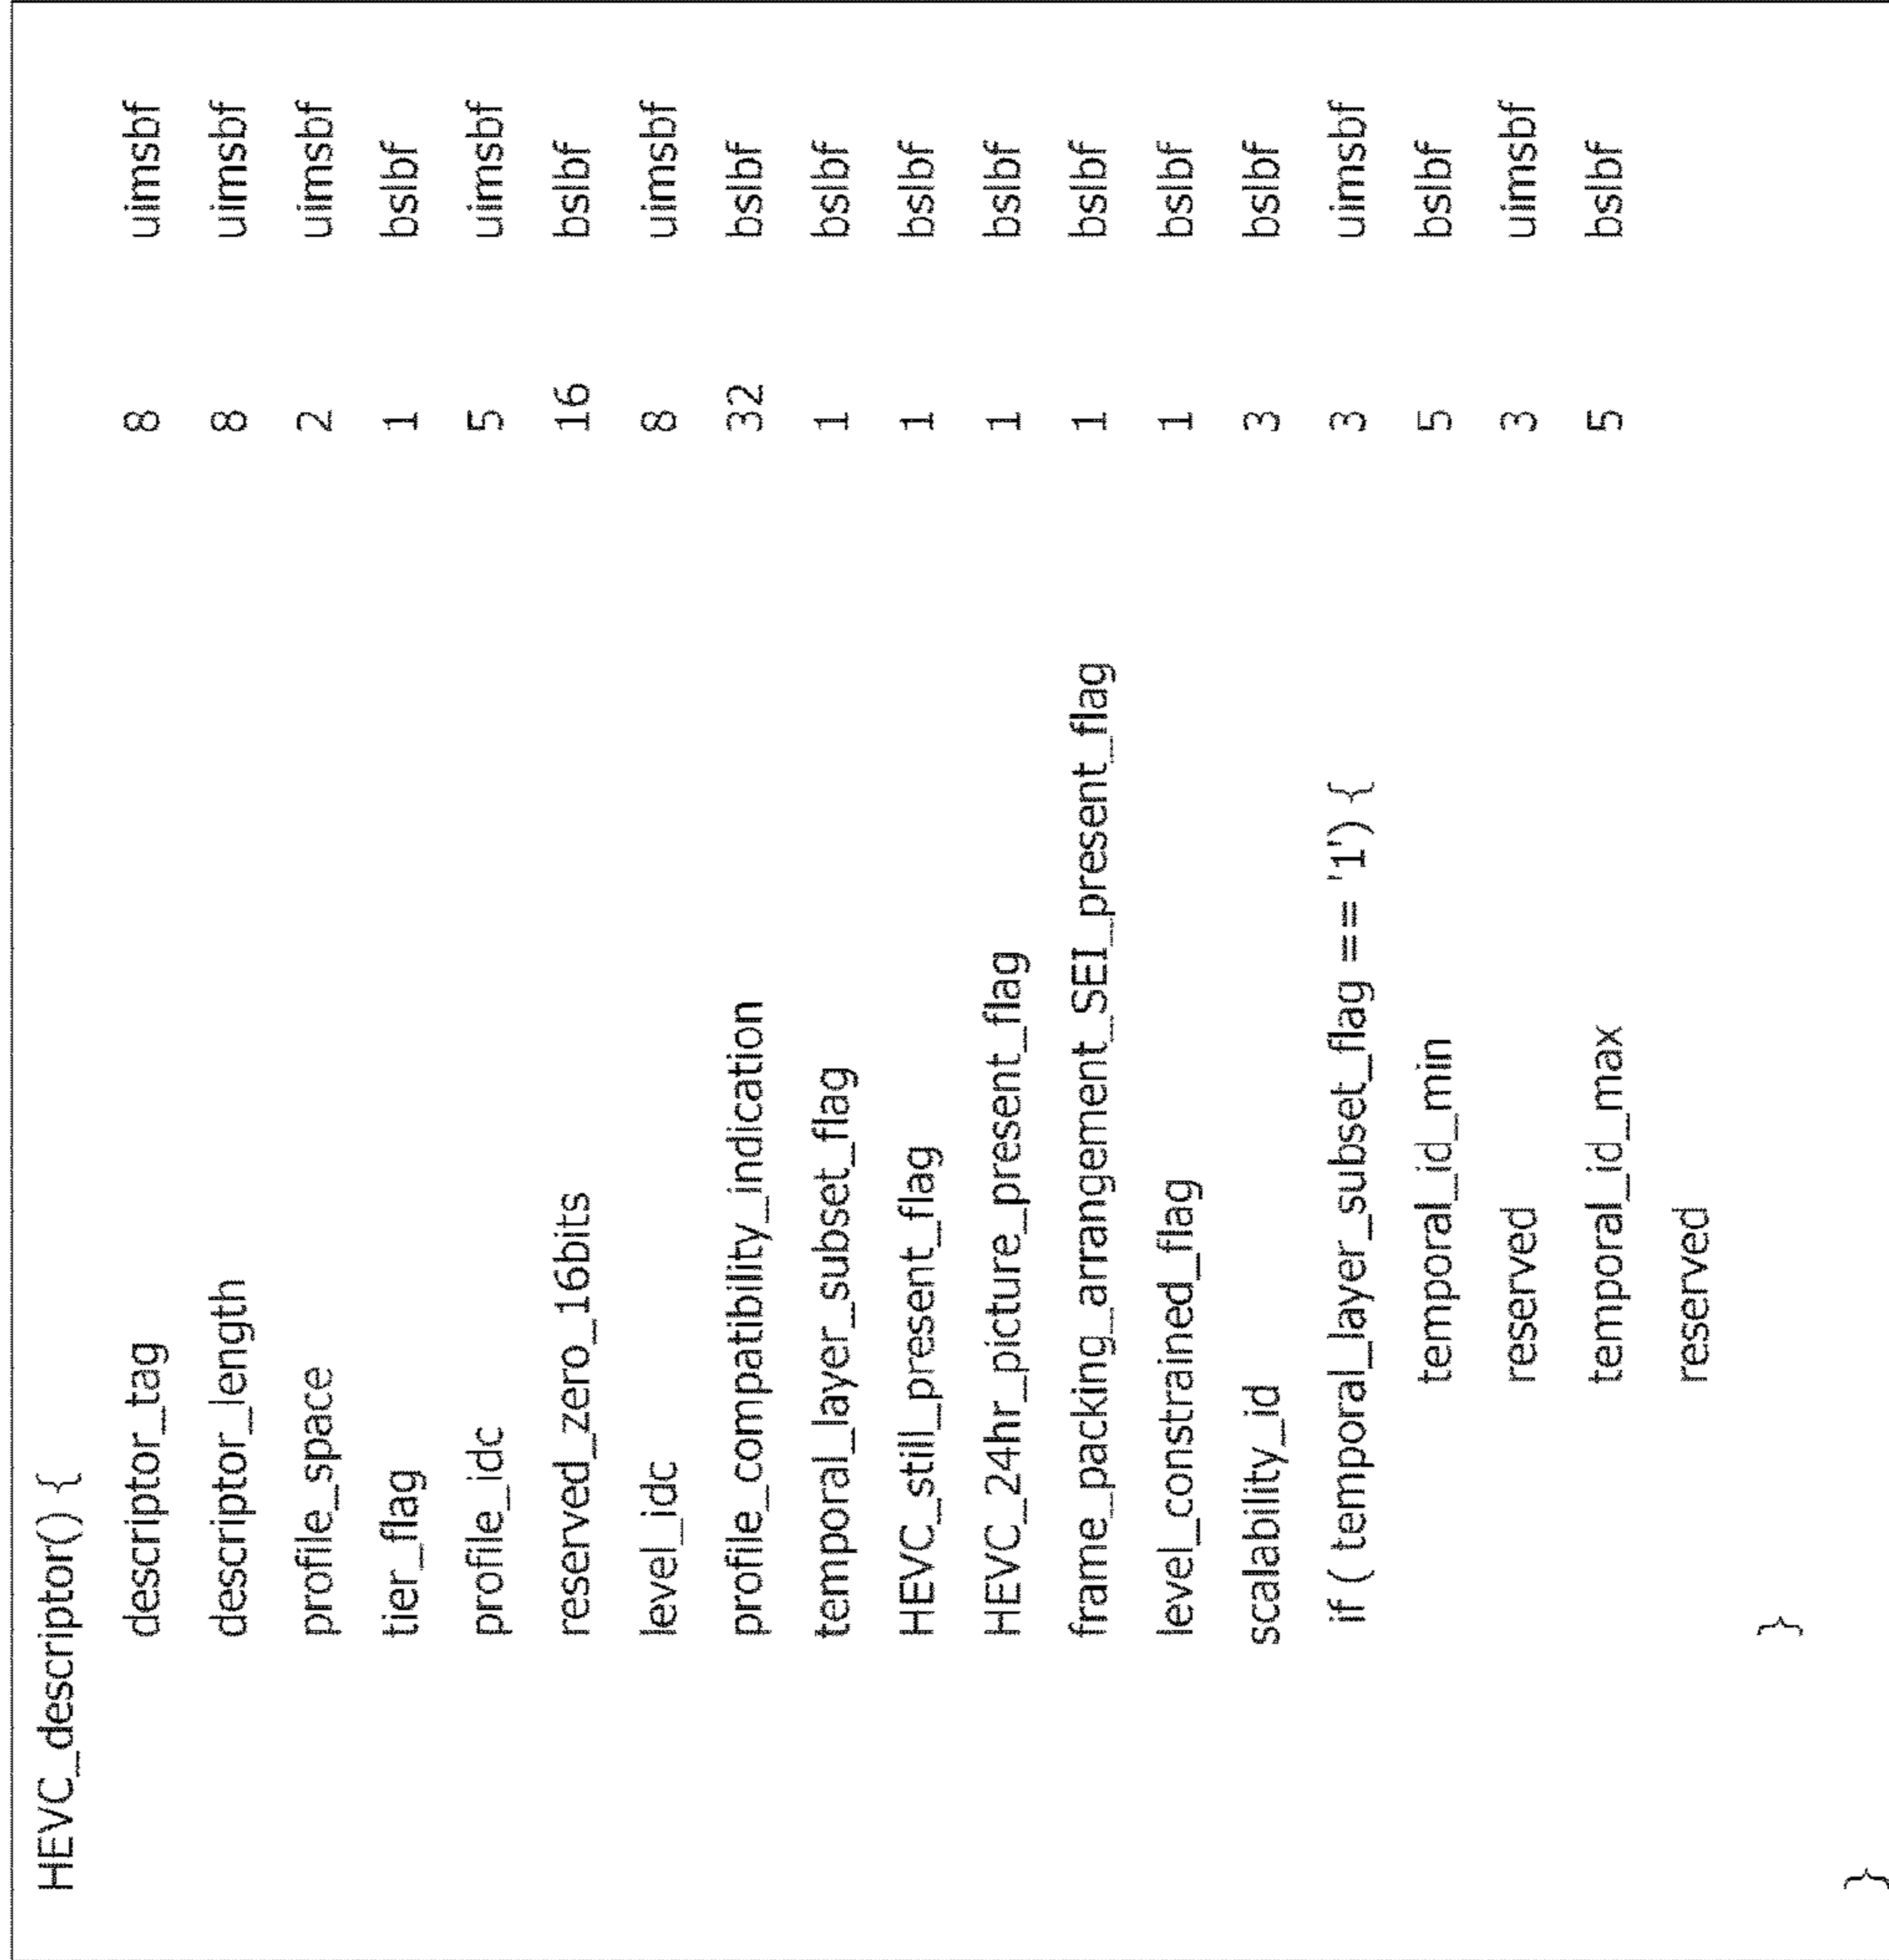 HEVC_descriptor() {
descriptor_tag 8 uimsbf
descriptor_length 8 uimsbf
profile_space 2 uimsbf
tier_flag 1 bslbf
profile_idc 5 uimsbf
reserved_zero_16bits 16 bslbf
level_idc 8 uimsbf
profile_compatibility_indication 32 bslbf
temporal_layer_subset_flag 1 bslbf
HEVC_still_present_flag 1 bslbf
HEVC_24hr_picture_present_flag 1 bslbf
frame_packing_arrangement_SEI_present_flag 1 bslbf
level_constrained_flag 1 bslbf
scalability_id 3 bslbf
if ( temporal_layer_subset_flag == '1') { 3 uimsbf
temporal_id_min 5 bslbf
reserved 3 uimsbf
temporal_id_max 5 bslbf
reserved
}
}